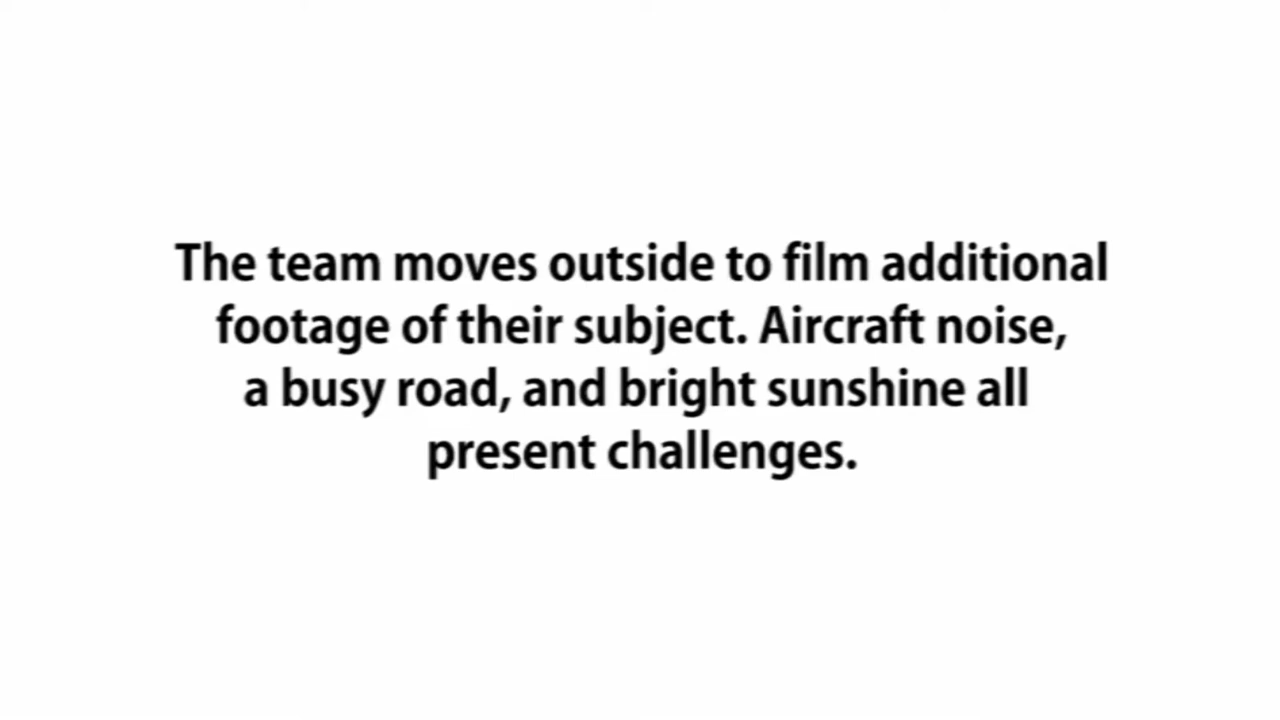 The team moves outside to film additional
footage of their subject. Aircraft noise,
a busy road, and bright sunshine all
present challenges.